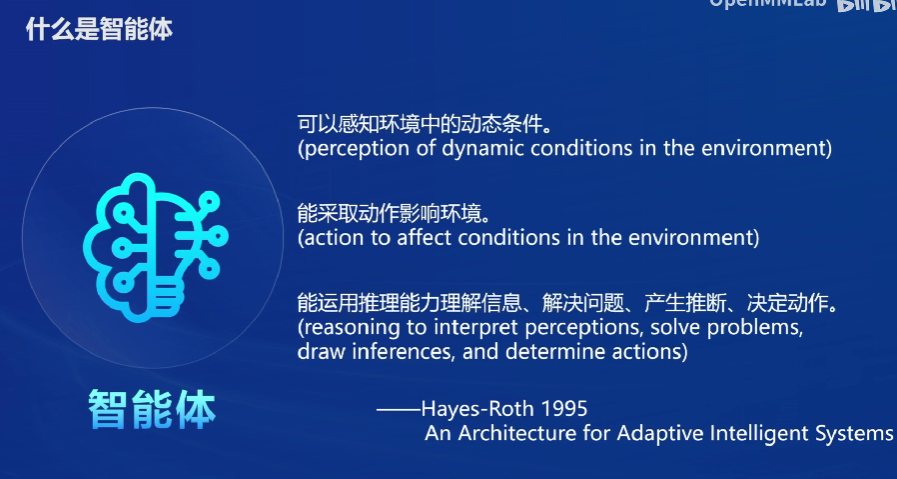 OpenMMLab
什么是智能体
可以感知环境中的动态条件。
(perception of dynamic conditions in the environment)
能采取动作影响环境。
(action to affect conditions in the environment)
能运用推理能力理解信息、解决问题、产生推断、决定动作。
(reasoning to interpret perceptions, solve problems,
draw inferences, and determine actions)
智能体
——Hayes-Roth 1995
An Architecture for Adaptive Intelligent Systems